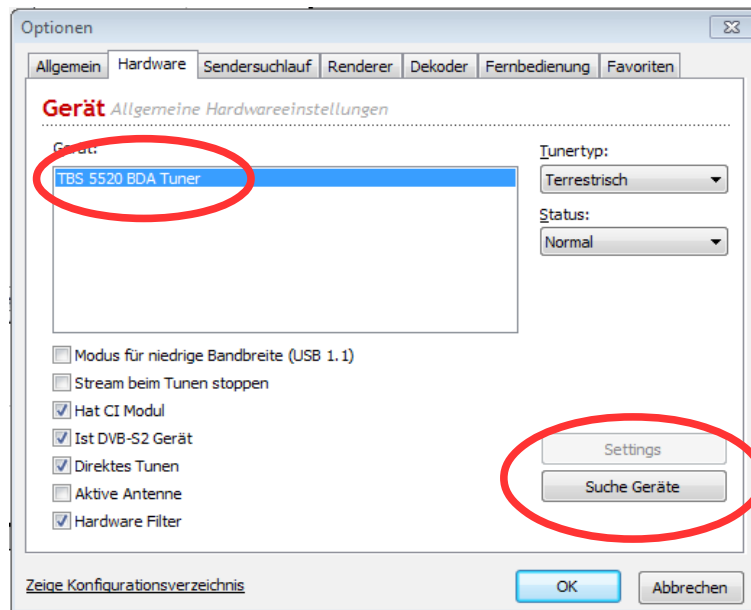 Optionen
Allgemein Hardware Sendersuchlauf Renderer Dekoder Fernbedienung Favoriten
Gerät Allgemeine Hardwareeinstellungen
Gerät:
TBS 5520 BDA Tuner
Tunertyp:
Terrestrisch
Status:
Normal
Modus für niedrige Bandbreite (USB 1.1)
Stream beim Tunen stoppen
Hat CI Modul
Ist DVB-S2 Gerät
Direktes Tunen
Aktive Antenne
Hardware Filter
Settings
Suche Geräte
Zeige Konfigurationsverzeichnis
OK Abbrechen